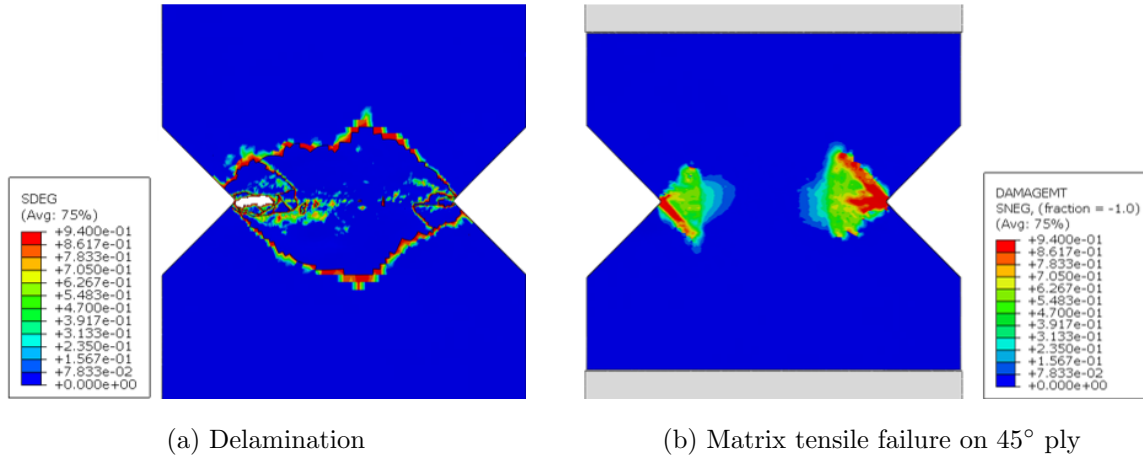 SDEG
(Avg: 75%)
+9.400e-01
+8.617e-01
+7.833e-01
+7.050e-01
+6.267e-01
+5.483e-01
+4.700e-01
+3.917e-01
+3.133e-01
+2.350e-01
+1.567e-01
+7.833e-02
+0.000e+00
DAMAGEMT
SNEG, (fraction = -1.0)
(Avg: 75%)
+9.400e-01
+8.617e-01
+7.833e-01
+7.050e-01
+6.267e-01
+5.483e-01
+4.700e-01
+3.917e-01
+3.133e-01
+2.350e-01
+1.567e-01
+7.833e-02
+0.000e+00
(a) Delamination
(b) Matrix tensile failure on 45° ply